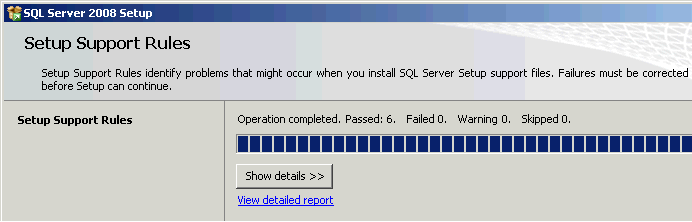 SQL Server 2008 Setup
Setup Support Rules
Setup Support Rules identify problems that might occur when you install SQL Server Setup support files. Failures must be corrected
before Setup can continue.
Setup Support Rules
Operation completed. Passed: 6. Failed 0. Warning 0. Skipped 0.
Show details >>
View detailed report